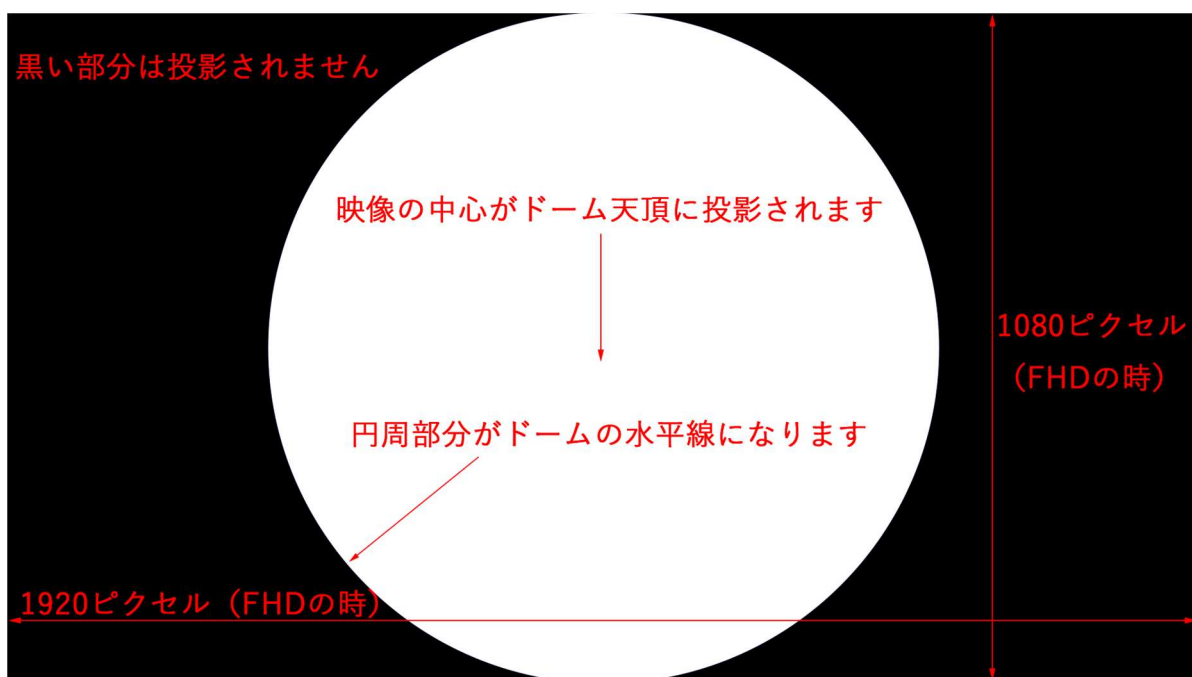 黒い部分は投影されません
映像の中心がドーム天頂に投影されます
1080ピクセル
（FHDの時）
円周部分がドームの水平線になります
1920ピクセル（FHDの時）